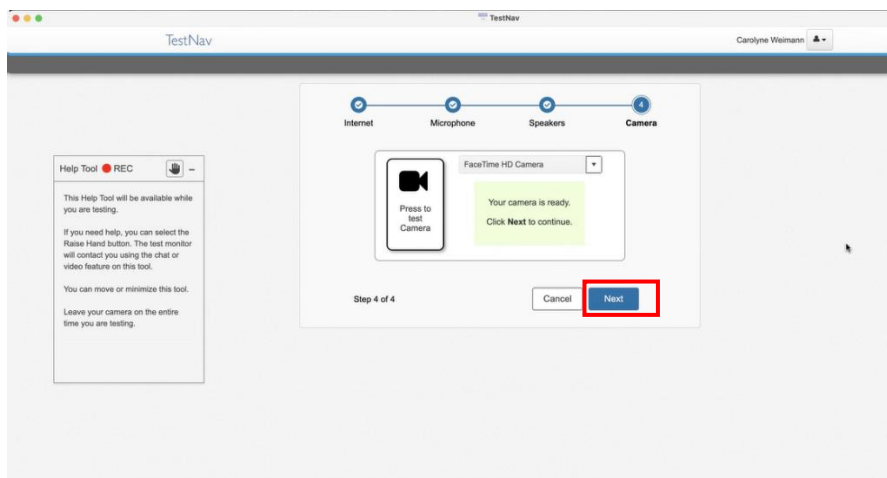 TestNav
TestNav
Carolyne Weimann
4
Internet
Microphone
Speakers
Camera
Help Tool REC
This Help Tool will be available while
you are testing.
If you need help, you can select the
Raise Hand button. The test monitor
will contact you using the chat or
video feature on this tool.
You can move or minimize this tool.
Leave your camera on the entire
time you are testing.
Press to
test
Camera
FaceTime HD Camera
Your camera is ready.
Click Next to continue.
Step 4 of 4
Cancel
Next